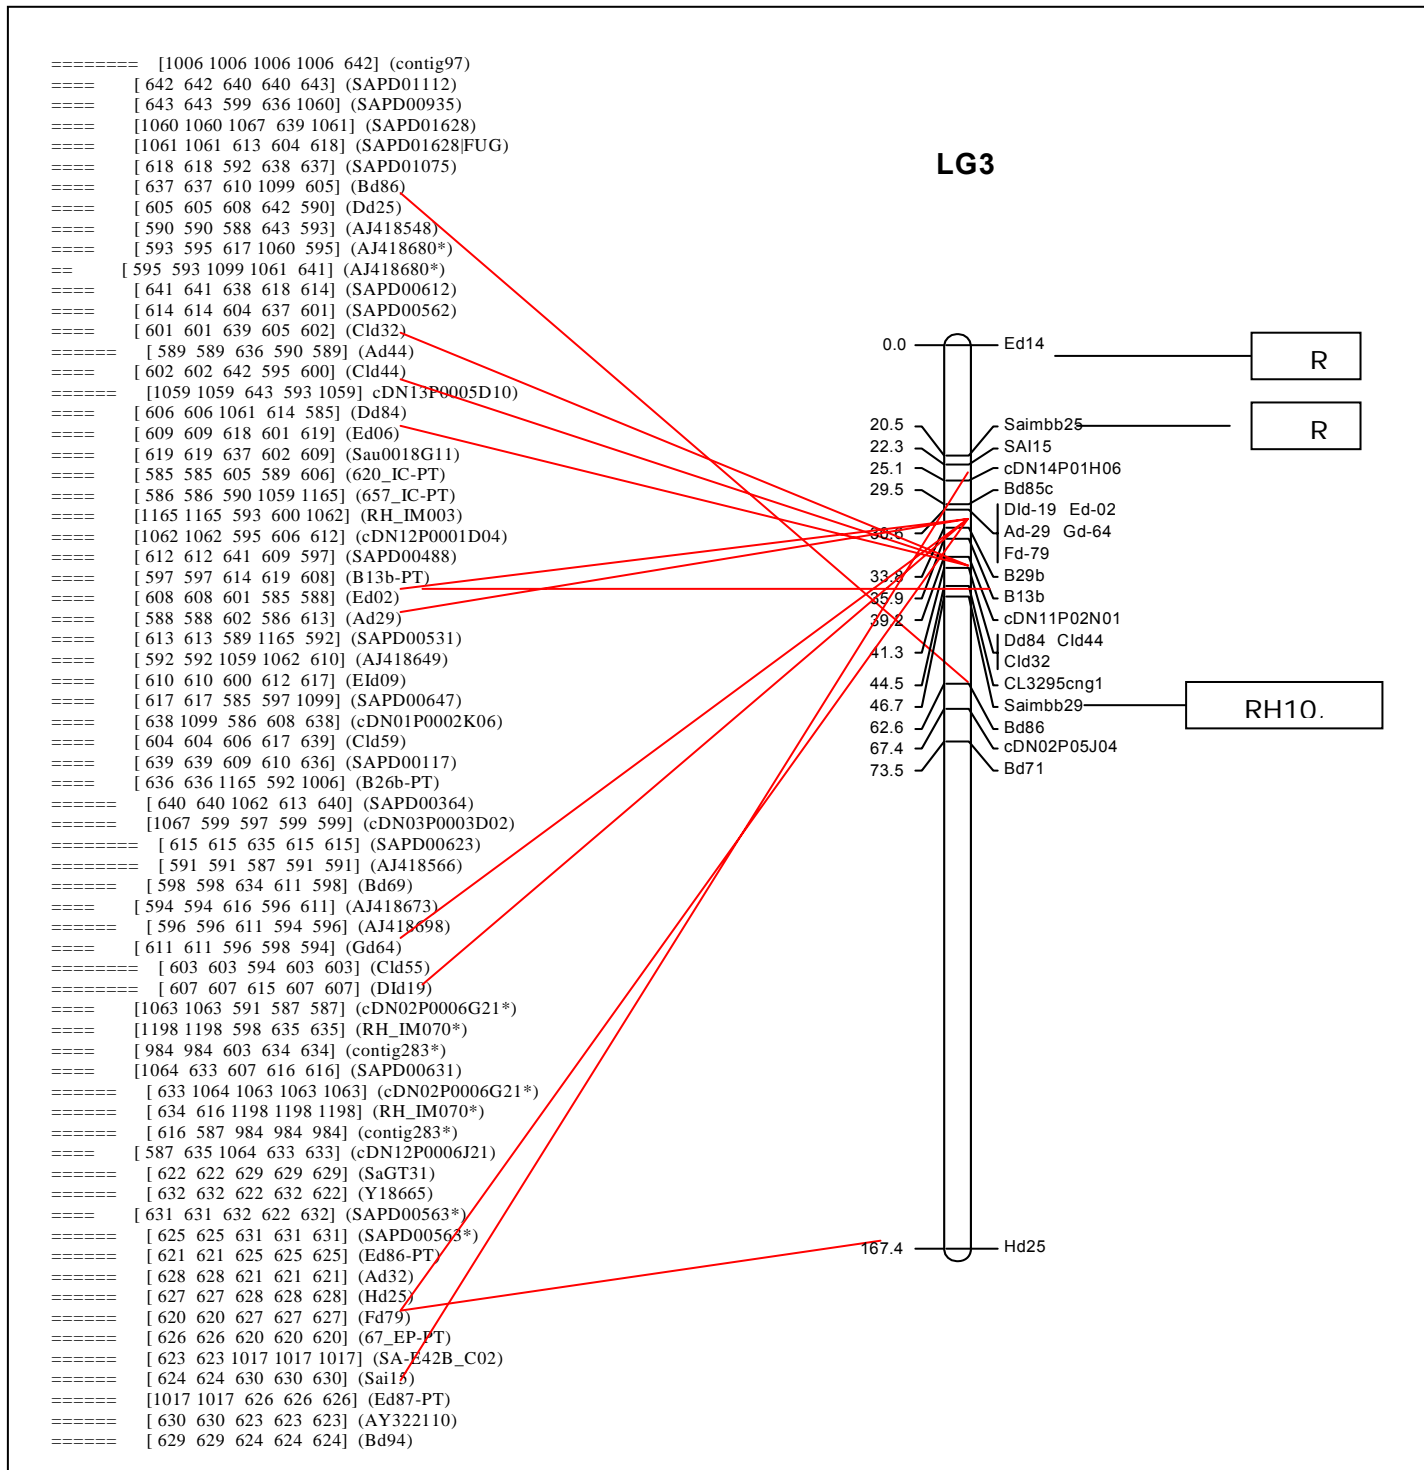 ======== [1006 1006 1006 1006 642] (contig97)
==== [ 642 642 640 640 643] (SAPD01112)
==== [ 643 643 599 636 1060] (SAPD00935)
==== [1060 1060 1067 639 1061] (SAPD01628)
==== [1061 1061 613 604 618] (SAPD01628|FUG)
==== [ 618 618 592 638 637] (SAPD01075)
==== [ 637 637 610 1099 605] (Bd86)
==== [ 605 605 608 642 590] (Dd25)
==== [ 590 590 588 643 593] (AJ418548)
==== [ 593 595 617 1060 595] (AJ418680*)
== [ 595 593 1099 1061 641] (AJ418680*)
==== [ 641 641 638 618 614] (SAPD00612)
==== [ 614 614 604 637 601] (SAPD00562)
==== [ 601 601 639 605 602] (Cld32)
====== [ 589 589 636 590 589] (Ad44)
==== [ 602 602 642 595 600] (Cld44)
====== [1059 1059 643 593 1059] cDN13P0005D10)
==== [ 606 606 1061 614 585] (Dd84)
==== [ 609 609 618 601 619] (Ed06)
==== [ 619 619 637 602 609] (Sau0018G11)
==== [ 585 585 605 589 606] (620_IC-PT)
==== [ 586 586 590 1059 1165] (657_IC-PT)
==== [1165 1165 593 600 1062] (RH_IM003)
==== [1062 1062 595 606 612] (cDN12P0001D04)
==== [ 612 612 641 609 597] (SAPD00488)
==== [ 597 597 614 619 608] (B13b-PT)
==== [ 608 608 601 585 588] (Ed02)
==== [ 588 588 602 586 613] (Ad29)
==== [ 613 613 589 1165 592] (SAPD00531)
==== [ 592 592 1059 1062 610] (AJ418649)
==== [ 610 610 600 612 617] (EId09)
==== [ 617 617 585 597 1099] (SAPD00647)
==== [ 638 1099 586 608 638] (cDN01P0002K06)
==== [ 604 604 606 617 639] (Cld59)
==== [ 639 639 609 610 636] (SAPD00117)
==== [ 636 636 1165 592 1006] (B26b-PT)
====== [ 640 640 1062 613 640] (SAPD00364)
====== [1067 599 597 599 599] (cDN03P0003D02)
======== [ 615 615 635 615 615] (SAPD00623)
======== [ 591 591 587 591 591] (AJ418566)
====== [ 598 598 634 611 598] (Bd69)
==== [ 594 594 616 596 611] (AJ418673)
====== [ 596 596 611 594 596] (AJ418698)
==== [ 611 611 596 598 594] (Gd64)
======== [ 603 603 594 603 603] (Cld55)
======== [ 607 607 615 607 607] (DId19)
==== [1063 1063 591 587 587] (cDN02P0006G21*)
==== [1198 1198 598 635 635] (RH_IM070*)
==== [ 984 984 603 634 634] (contig283*)
==== [1064 633 607 616 616] (SAPD00631)
====== [ 633 1064 1063 1063 1063] (cDN02P0006G21*)
====== [ 634 616 1198 1198 1198] (RH_IM070*)
====== [ 616 587 984 984 984] (contig283*)
==== [ 587 635 1064 633 633] (cDN12P0006J21)
====== [ 622 622 629 629 629] (SaGT31)
====== [ 632 632 622 632 622] (Y18665)
==== [ 631 631 632 622 632] (SAPD00563*)
====== [ 625 625 631 631 631] (SAPD00563*)
====== [ 621 621 625 625 625] (Ed86-PT)
====== [ 628 628 621 621 621] (Ad32)
====== [ 627 627 628 628 628] (Hd25)
====== [ 620 620 627 627 627] (Fd79)
====== [ 626 626 620 620 620] (67_EP-PT)
====== [ 623 623 1017 1017 1017] (SA-E42B_C02)
====== [ 624 624 630 630 630] (Sai15)
====== [1017 1017 626 626 626] (Ed87-PT)
====== [ 630 630 623 623 623] (AY322110)
====== [ 629 629 624 624 624] (Bd94)
LG3
0.0 Ed14 R
20.5 Saimbb25 R
22.3 SAI15
25.1 cDN14P01H06
29.5 Bd85c
Dld-19 Ed-02
30.6 Ad-29 Gd-64
Fd-79
33.8 B29b
35.9 B13b
39.2 cDN11P02N01
41.3 Dd84 Cld44
Cld32
44.5 CL3295cng1
46.7 Saimbb29 RH10.
62.6 Bd86
67.4 cDN02P05J04
73.5 Bd71
167.4 Hd25